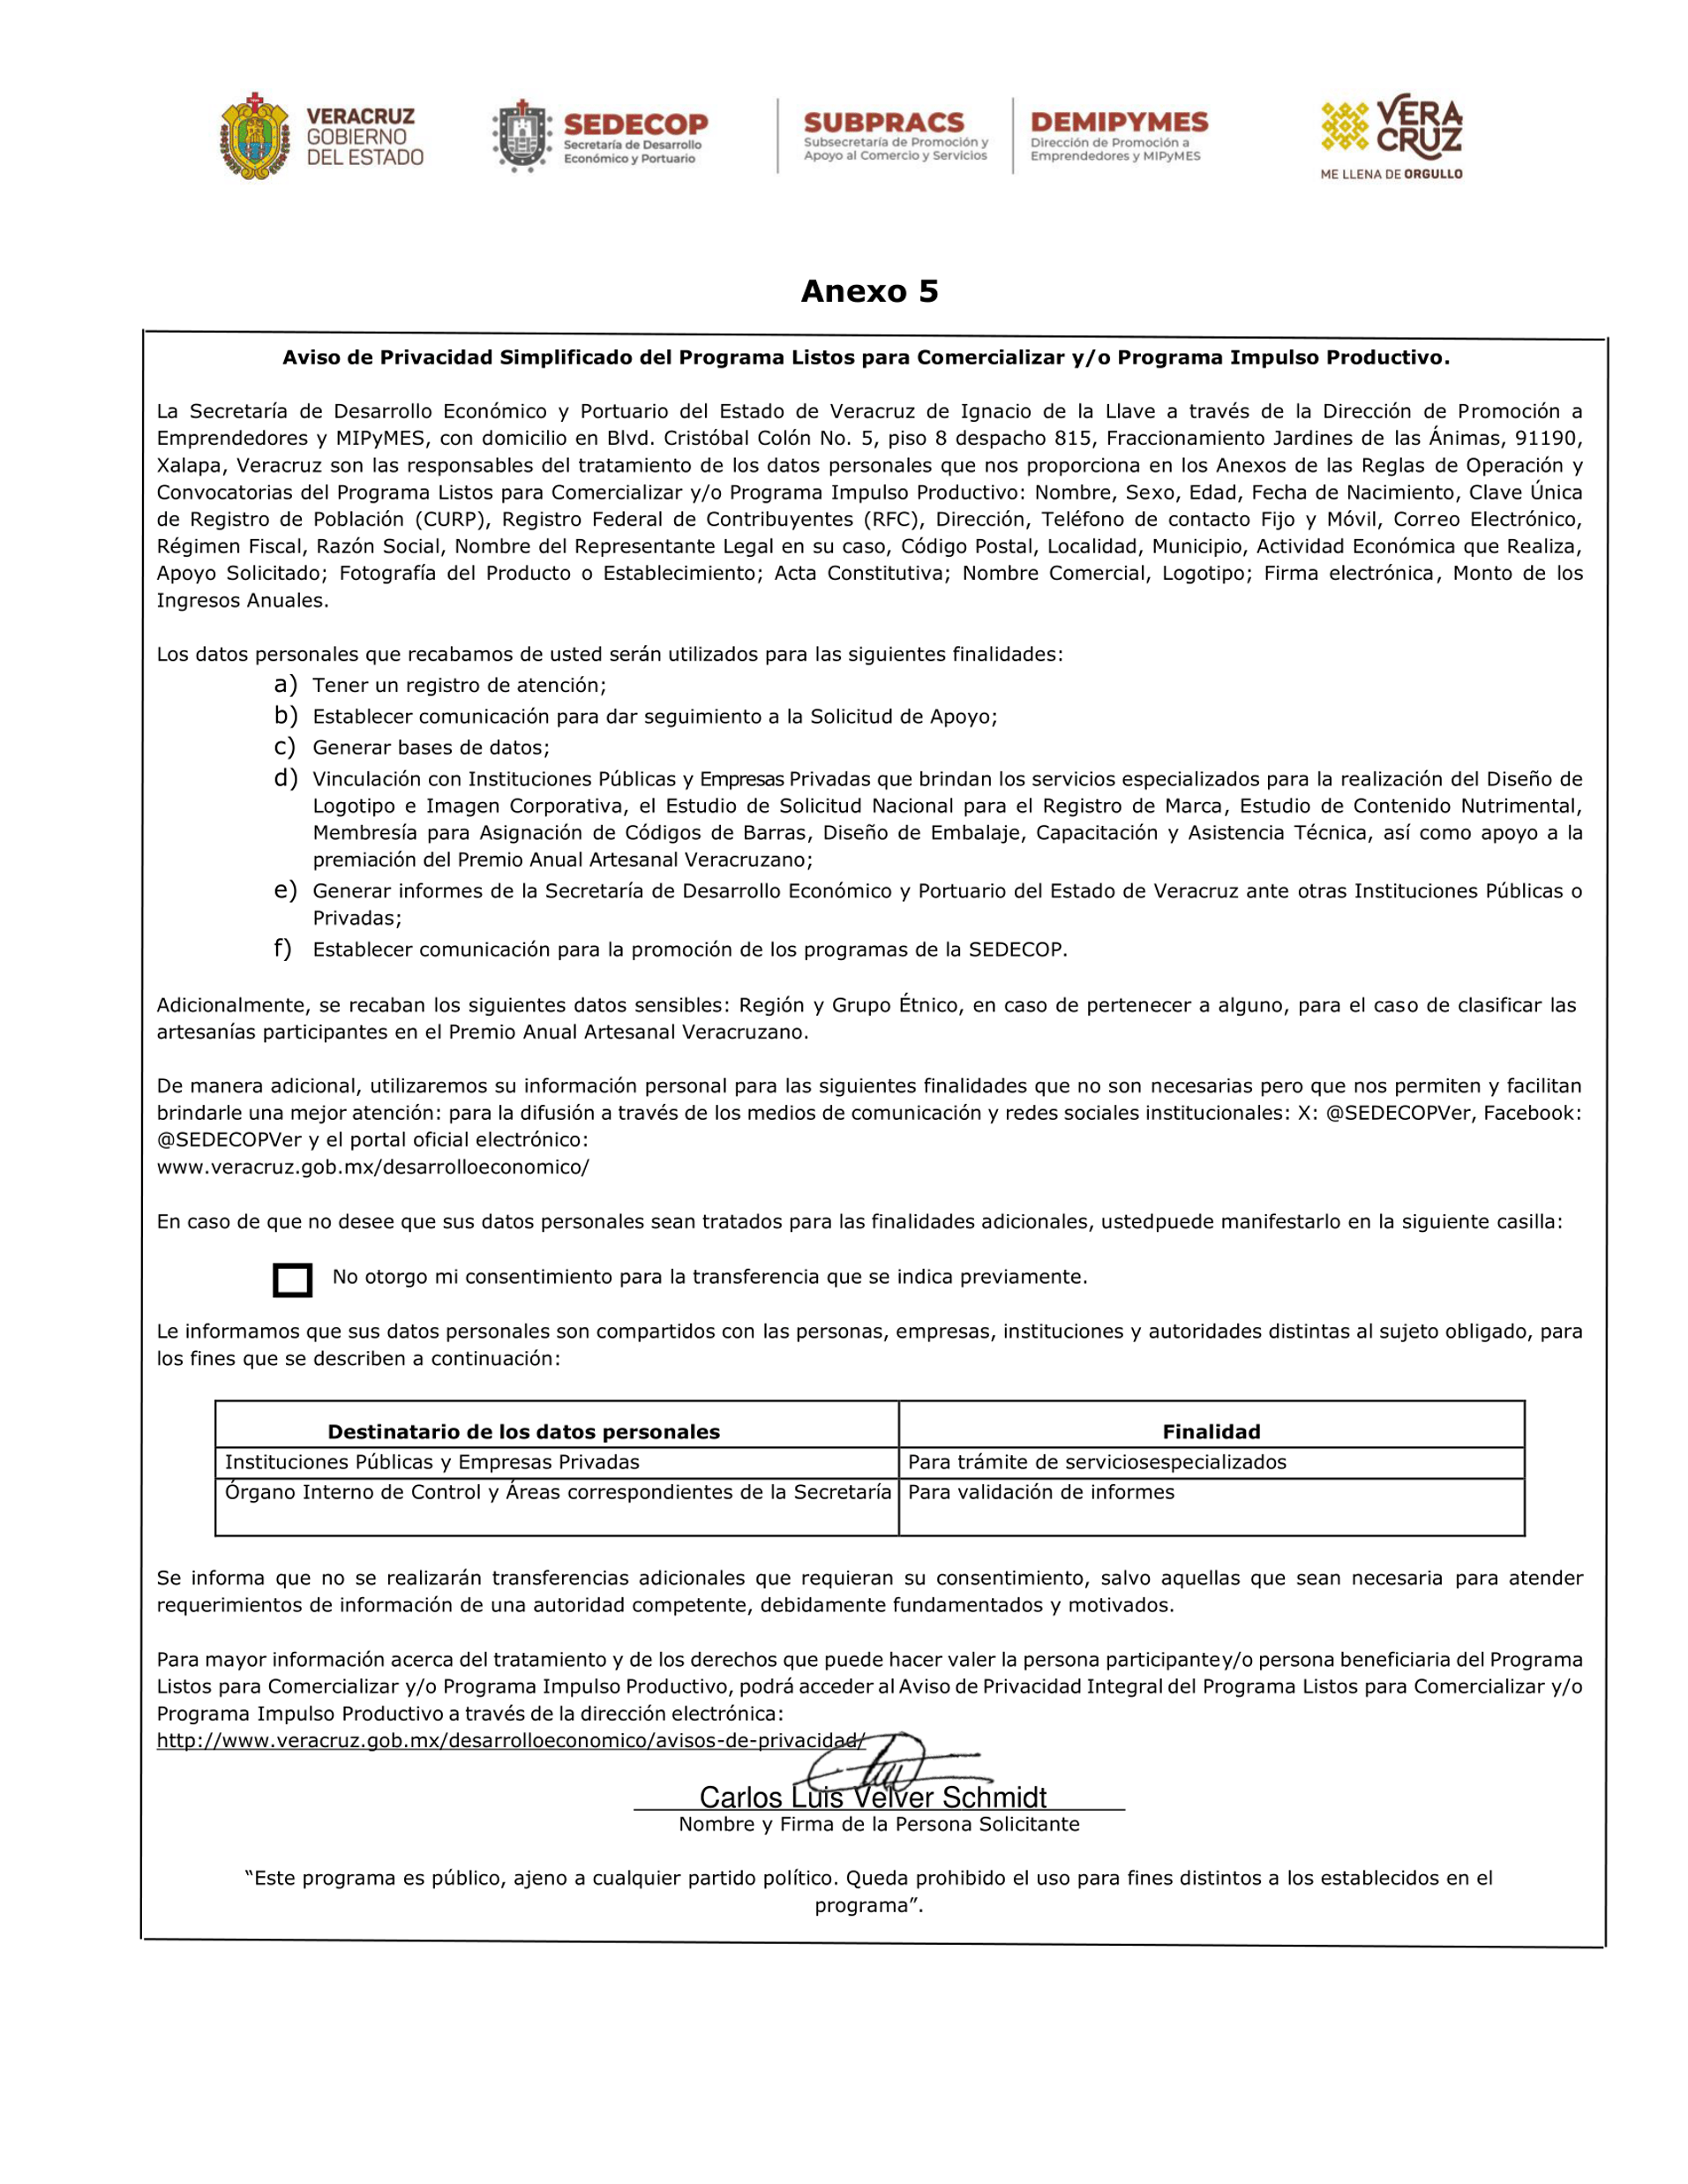 VERACRUZ
GOBIERNO
DEL ESTADO
SEDECOP
Secretaría de Desarrollo
Económico y Portuario
SUBPRACS
Subsecretaría de Promoción y
Apoyo al Comercio y Servicios
DEMIPYMES
Dirección de Promoción a
Emprendedores y MIPyMES
VERA
CRUZ
ME LLENA DE ORGULLO
Anexo 5
Aviso de Privacidad Simplificado del Programa Listos para Comercializar y/o Programa Impulso Productivo.
La Secretaría de Desarrollo Económico y Portuario del Estado de Veracruz de Ignacio de la Llave a través de la Dirección de Promoción a
Emprendedores y MIPyMES, con domicilio en Blvd. Cristóbal Colón No. 5, piso 8 despacho 815, Fraccionamiento Jardines de las Ánimas, 91190,
Xalapa, Veracruz son las responsables del tratamiento de los datos personales que nos proporciona en los Anexos de las Reglas de Operación y
Convocatorias del Programa Listos para Comercializar y/o Programa Impulso Productivo: Nombre, Sexo, Edad, Fecha de Nacimiento, Clave Única
de Registro de Población (CURP), Registro Federal de Contribuyentes (RFC), Dirección, Teléfono de contacto Fijo y Móvil, Correo Electrónico,
Régimen Fiscal, Razón Social, Nombre del Representante Legal en su caso, Código Postal, Localidad, Municipio, Actividad Económica que Realiza,
Apoyo Solicitado; Fotografía del Producto o Establecimiento; Acta Constitutiva; Nombre Comercial, Logotipo; Firma electrónica, Monto de los
Ingresos Anuales.
Los datos personales que recabamos de usted serán utilizados para las siguientes finalidades:
a) Tener un registro de atención;
b) Establecer comunicación para dar seguimiento a la Solicitud de Apoyo;
c) Generar bases de datos;
d) Vinculación con Instituciones Públicas y Empresas Privadas que brindan los servicios especializados para la realización del Diseño de
Logotipo e Imagen Corporativa, el Estudio de Solicitud Nacional para el Registro de Marca, Estudio de Contenido Nutrimental,
Membresía para Asignación de Códigos de Barras, Diseño de Embalaje, Capacitación y Asistencia Técnica, así como apoyo a la
premiación del Premio Anual Artesanal Veracruzano;
e) Generar informes de la Secretaría de Desarrollo Económico y Portuario del Estado de Veracruz ante otras Instituciones Públicas o
Privadas;
f) Establecer comunicación para la promoción de los programas de la SEDECOP.
Adicionalmente, se recaban los siguientes datos sensibles: Región y Grupo Étnico, en caso de pertenecer a alguno, para el caso de clasificar las
artesanías participantes en el Premio Anual Artesanal Veracruzano.
De manera adicional, utilizaremos su información personal para las siguientes finalidades que no son necesarias pero que nos permiten y facilitan
brindarle una mejor atención: para la difusión a través de los medios de comunicación y redes sociales institucionales: X: @SEDECOPVer, Facebook:
@SEDECOPVer y el portal oficial electrónico:
www.veracruz.gob.mx/desarrolloeconomico/
En caso de que no desee que sus datos personales sean tratados para las finalidades adicionales, ustedpuede manifestarlo en la siguiente casilla:
No otorgo mi consentimiento para la transferencia que se indica previamente.
Le informamos que sus datos personales son compartidos con las personas, empresas, instituciones y autoridades distintas al sujeto obligado, para
los fines que se describen a continuación:
Destinatario de los datos personales Finalidad
Instituciones Públicas y Empresas Privadas Para trámite de serviciosespecializados
Órgano Interno de Control y Áreas correspondientes de la Secretaría Para validación de informes
Se informa que no se realizarán transferencias adicionales que requieran su consentimiento, salvo aquellas que sean necesaria para atender
requerimientos de información de una autoridad competente, debidamente fundamentados y motivados.
Para mayor información acerca del tratamiento y de los derechos que puede hacer valer la persona participantey/o persona beneficiaria del Programa
Listos para Comercializar y/o Programa Impulso Productivo, podrá acceder al Aviso de Privacidad Integral del Programa Listos para Comercializar y/o
Programa Impulso Productivo a través de la dirección electrónica:
http://www.veracruz.gob.mx/desarrolloeconomico/avisos-de-privacidad/
Carlos Luis Velver Schmidt
Nombre y Firma de la Persona Solicitante
“Este programa es público, ajeno a cualquier partido político. Queda prohibido el uso para fines distintos a los establecidos en el
programa”.